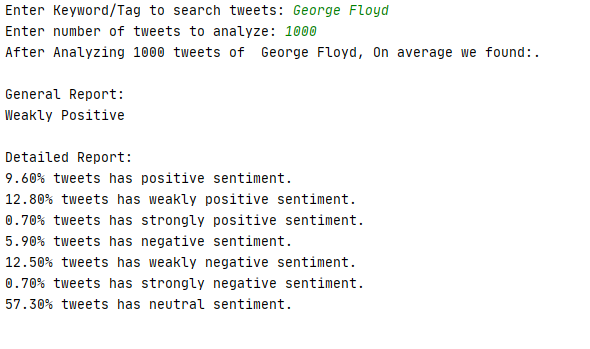 Enter Keyword/Tag to search tweets: George Floyd
Enter number of tweets to analyze: 1000
After Analyzing 1000 tweets of  George Floyd, On average we found:.
General Report:
Weakly Positive
Detailed Report:
9.60% tweets has positive sentiment.
12.80% tweets has weakly positive sentiment.
0.70% tweets has strongly positive sentiment.
5.90% tweets has negative sentiment.
12.50% tweets has weakly negative sentiment.
0.70% tweets has strongly negative sentiment.
57.30% tweets has neutral sentiment.